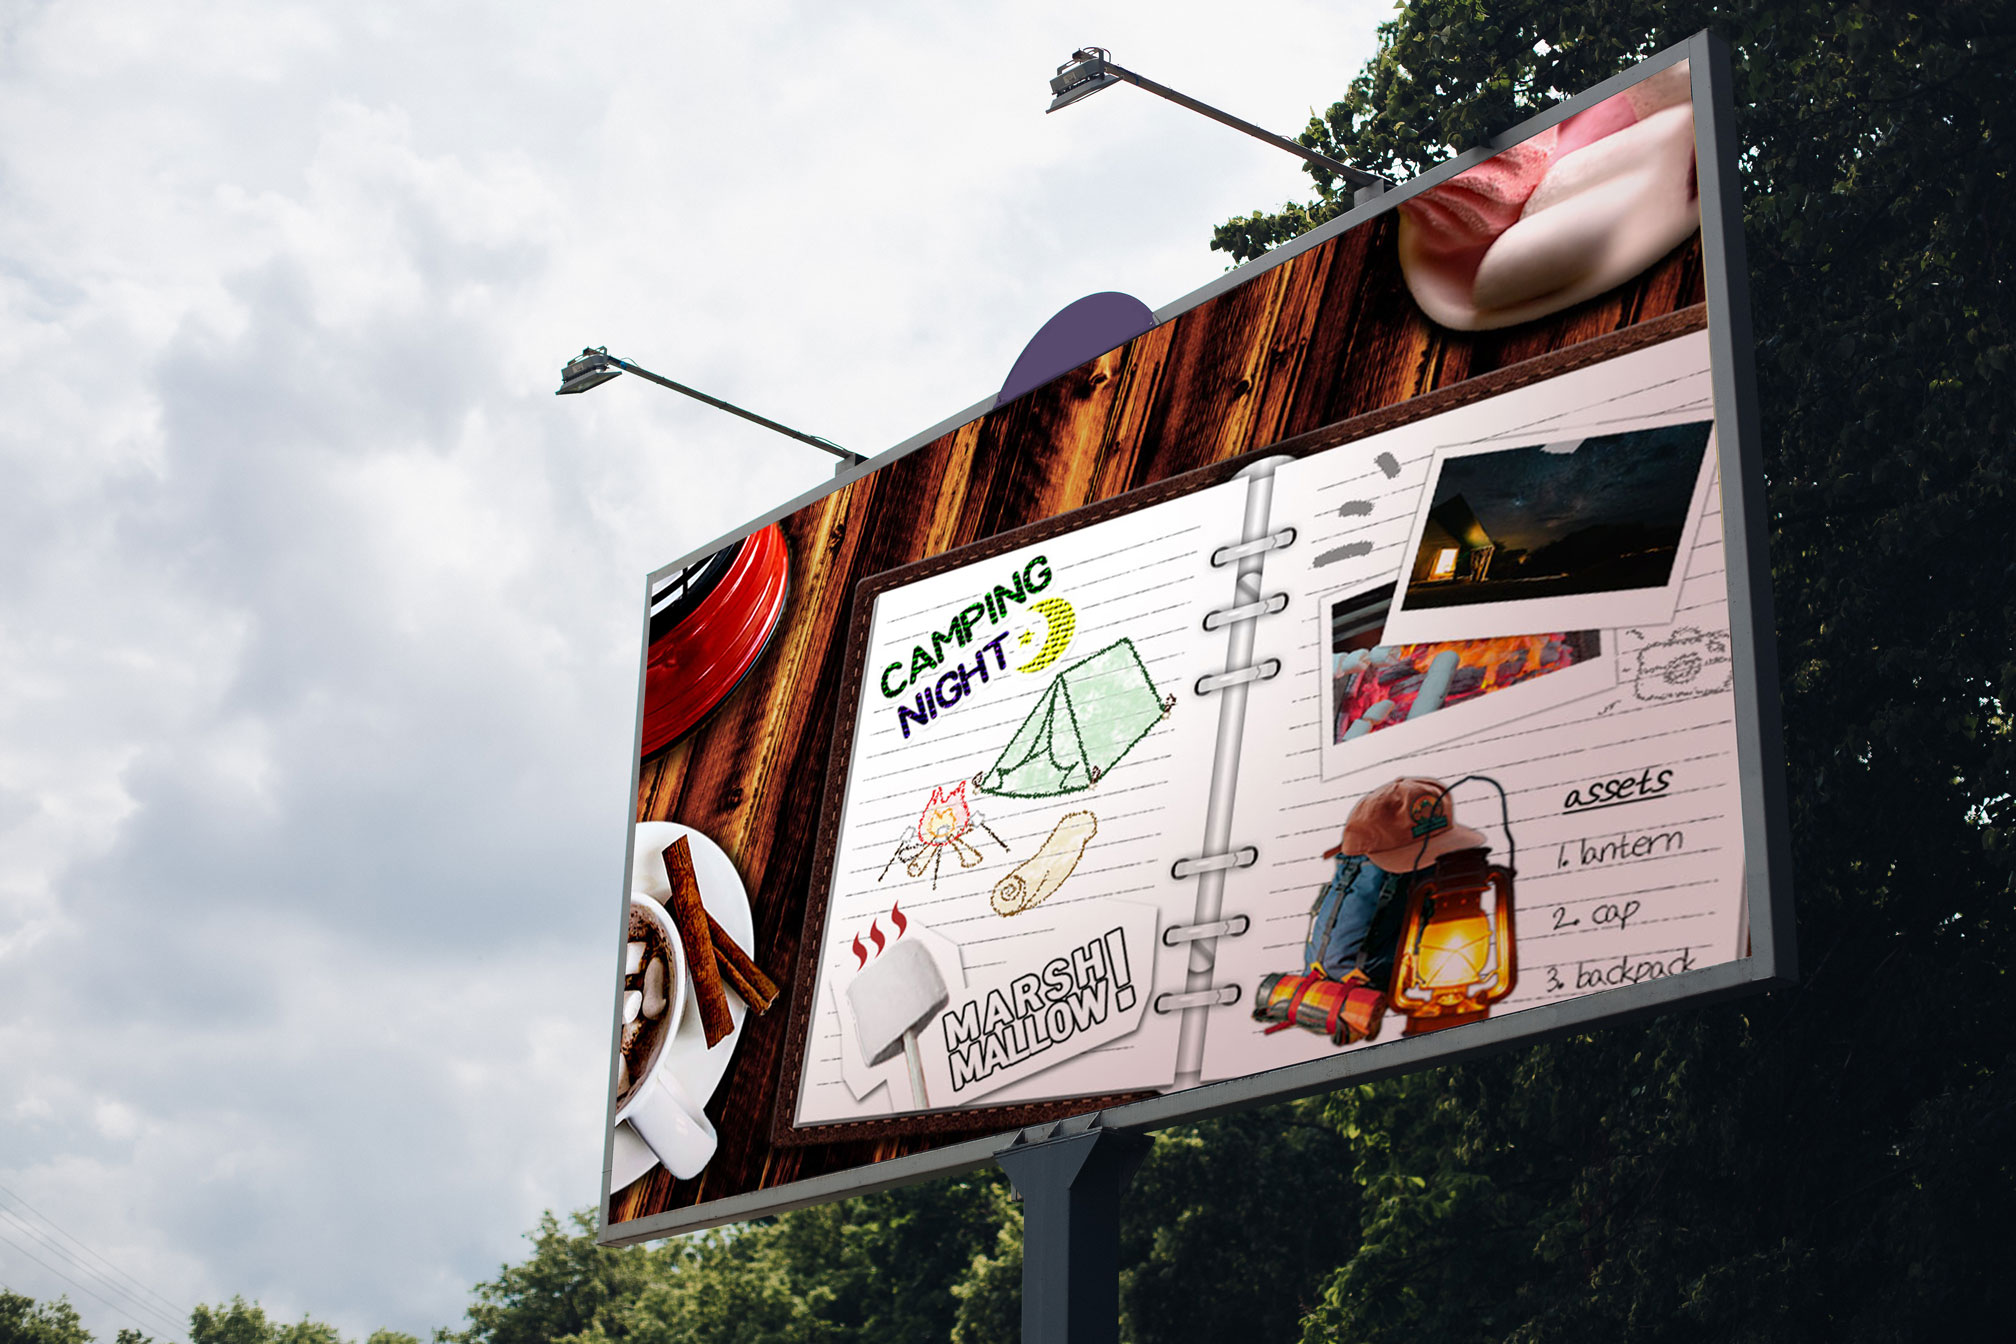 CAMPING
NIGHT
MARSH
MALLOW!
assets
1. lantern
2. cap
3. backpack